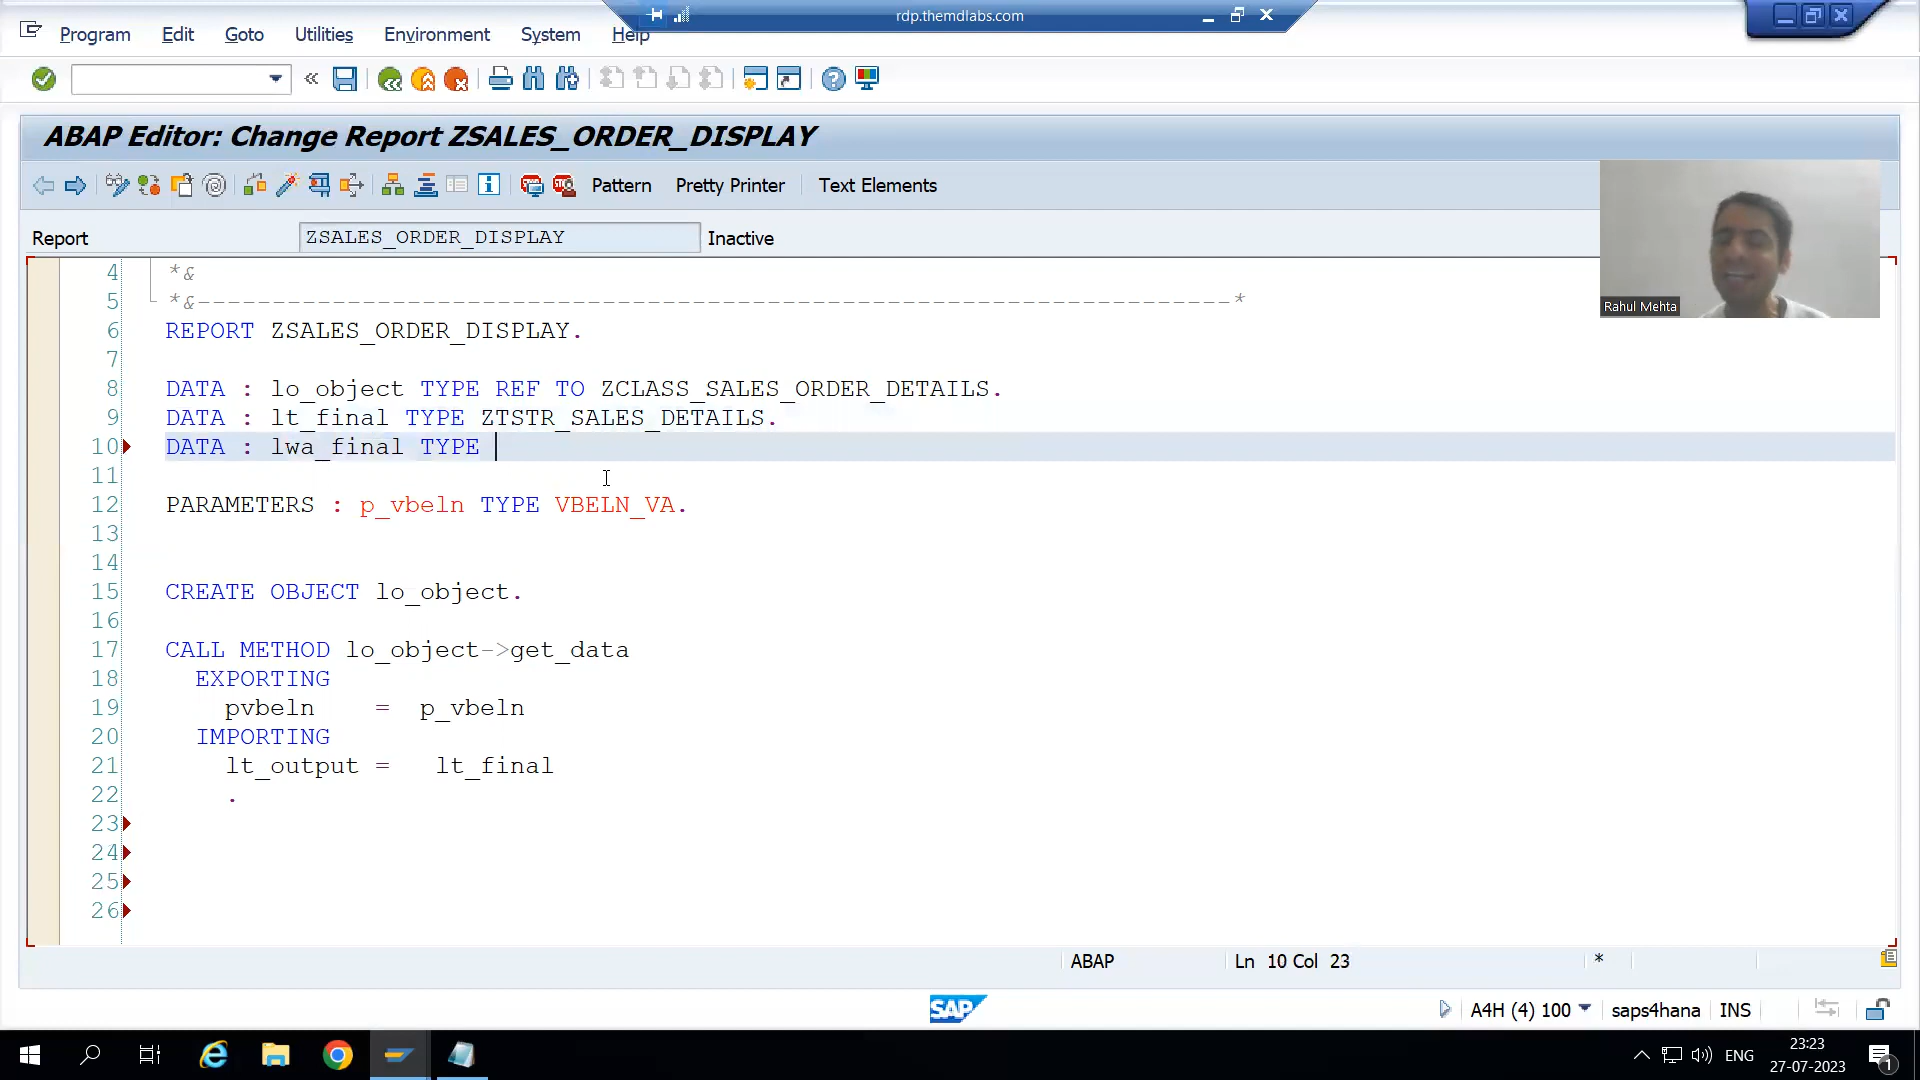 rdp.themdlabs.com
Program Edit Goto Utilities Environment System Help
ABAP Editor: Change Report ZSALES_ORDER_DISPLAY
Pattern Pretty Printer Text Elements
Report ZSALES_ORDER_DISPLAY Inactive
Rahul Mehta
4 *&
5 *&---------------------------------------------------------------------*
6 REPORT ZSALES_ORDER_DISPLAY.
7
8 DATA : lo_object TYPE REF TO ZCLASS_SALES_ORDER_DETAILS.
9 DATA : lt_final TYPE ZTSTR_SALES_DETAILS.
10 DATA : lwa_final TYPE
11
12 PARAMETERS : p_vbeln TYPE VBELN_VA.
13
14
15 CREATE OBJECT lo_object.
16
17 CALL METHOD lo_object->get_data
18 EXPORTING
19 pvbeln = p_vbeln
20 IMPORTING
21 lt_output = lt_final
22 .
23
24
25
26
ABAP Ln 10 Col 23 *
SAP A4H (4) 100 saps4hana INS
ENG 23:23
27-07-2023
1